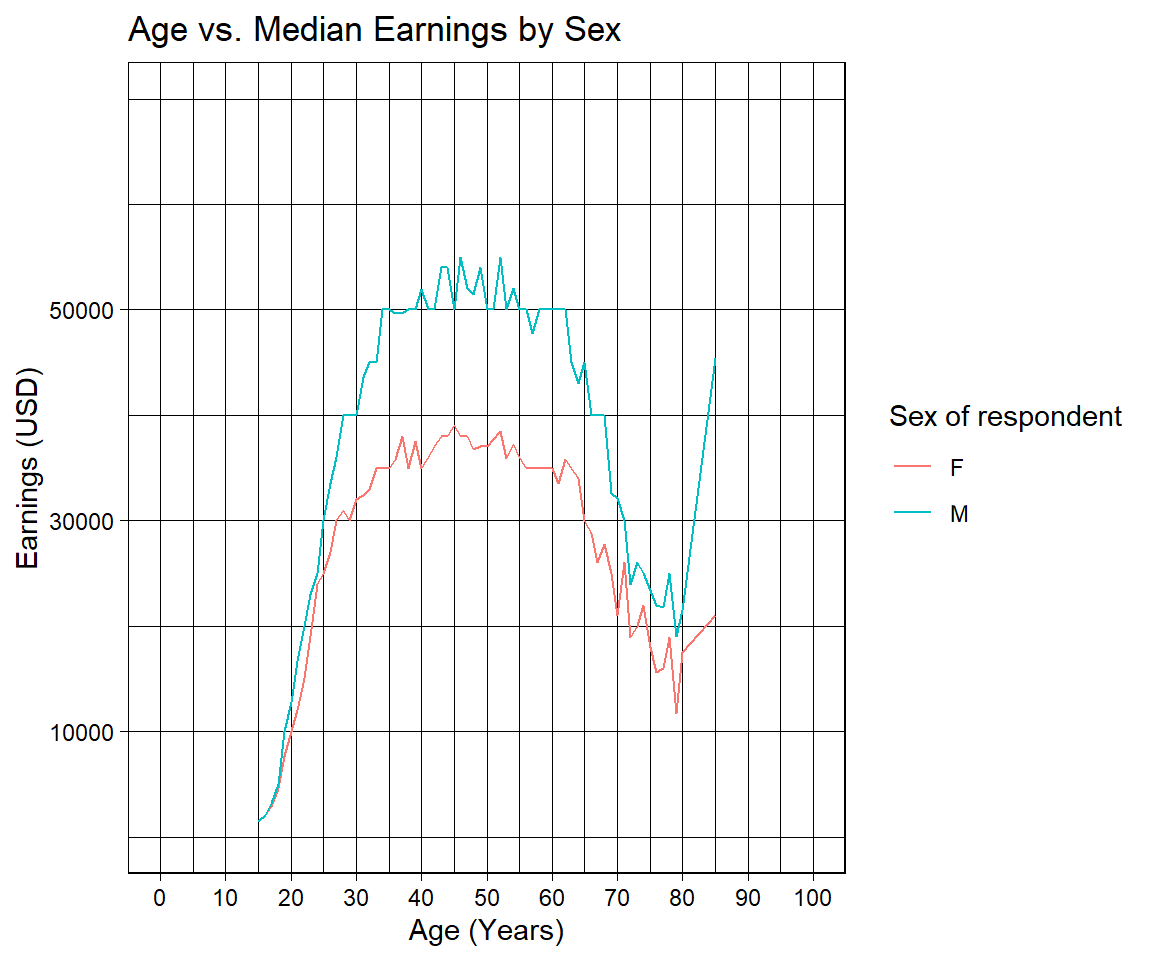 Age vs. Median Earnings by Sex
Earnings (USD)
50000
30000
10000
0 10 20 30 40 50 60 70 80 90 100
Age (Years)
Sex of respondent
F
M